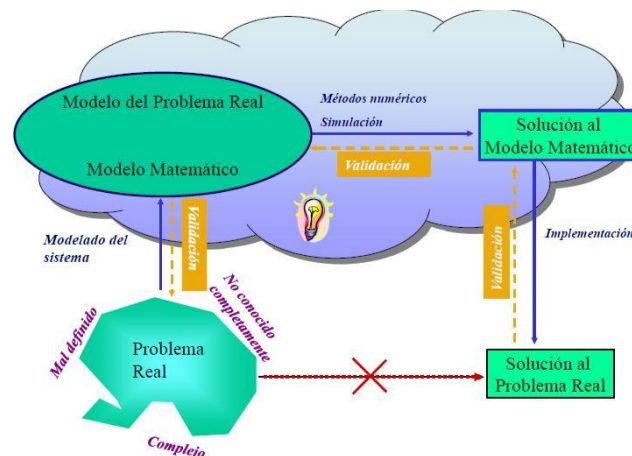 Modelo del Problema Real
Modelo Matemático
Métodos numéricos
Simulación
Validación
Solución al
Modelo Matemático
Modelado del
sistema
Validación
Validación
Implementación
Mal definido
No conocido
completamente
Problema
Real
Complejo
Solución al
Problema Real